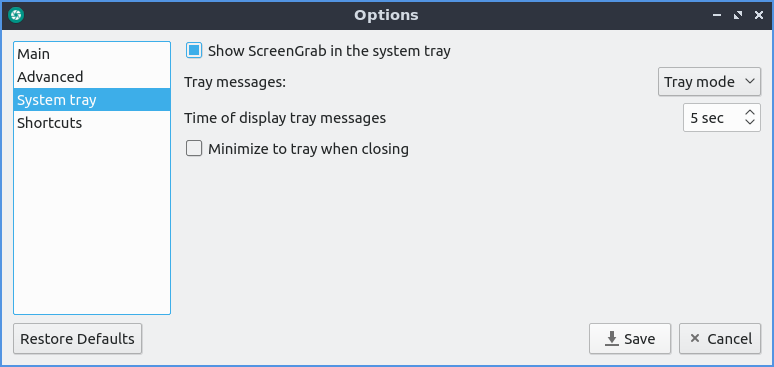 Options
Main
Advanced
System tray
Shortcuts
Show ScreenGrab in the system tray
Tray messages: Tray mode
Time of display tray messages 5 sec
Minimize to tray when closing
Restore Defaults Save Cancel